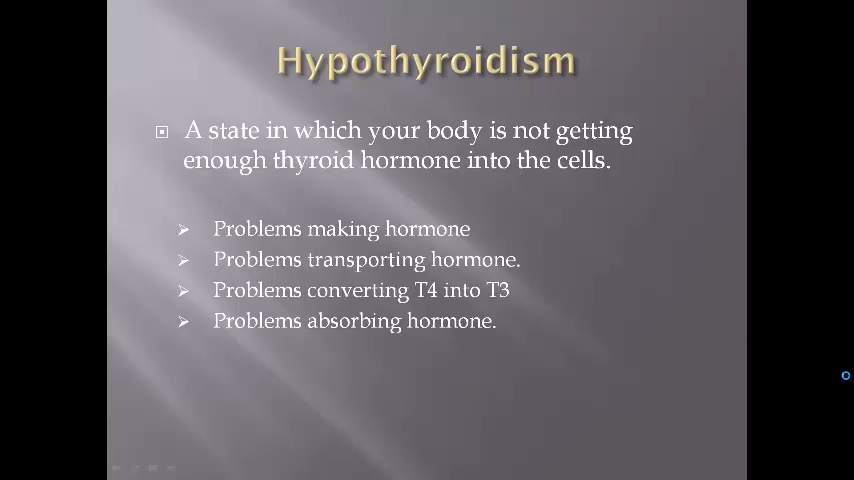 Hypothyroidism
A state in which your body is not getting
enough thyroid hormone into the cells.
Problems making hormone
Problems transporting hormone.
Problems converting T4 into T3
Problems absorbing hormone.